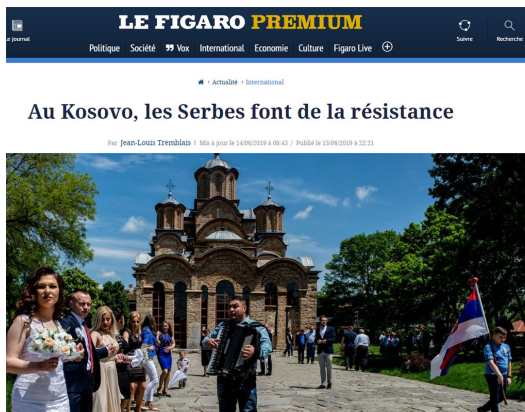 LE FIGARO PREMIUM
Le journal
Suivre
Recherche
Politique Société Vox International Economie Culture Figaro Live
> Actualité > International
Au Kosovo, les Serbes font de la résistance
Par Jean-Louis Tremblais | Mis à jour le 14/06/2019 à 08:43 / Publié le 13/06/2019 à 22:21